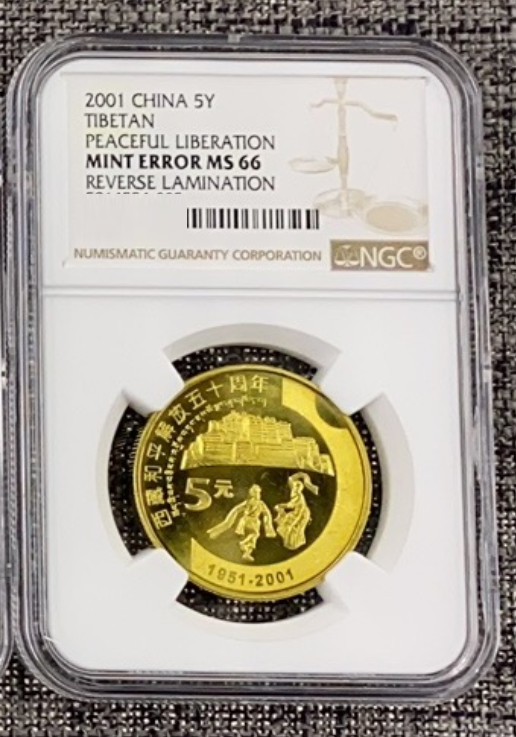 2001 CHINA 5Y
TIBETAN
PEACEFUL LIBERATION
MINT ERROR MS 66
REVERSE LAMINATION
NUMISMATIC GUARANTY CORPORATION
NGC®
西藏和平解放五十周年
5元
1951-2001